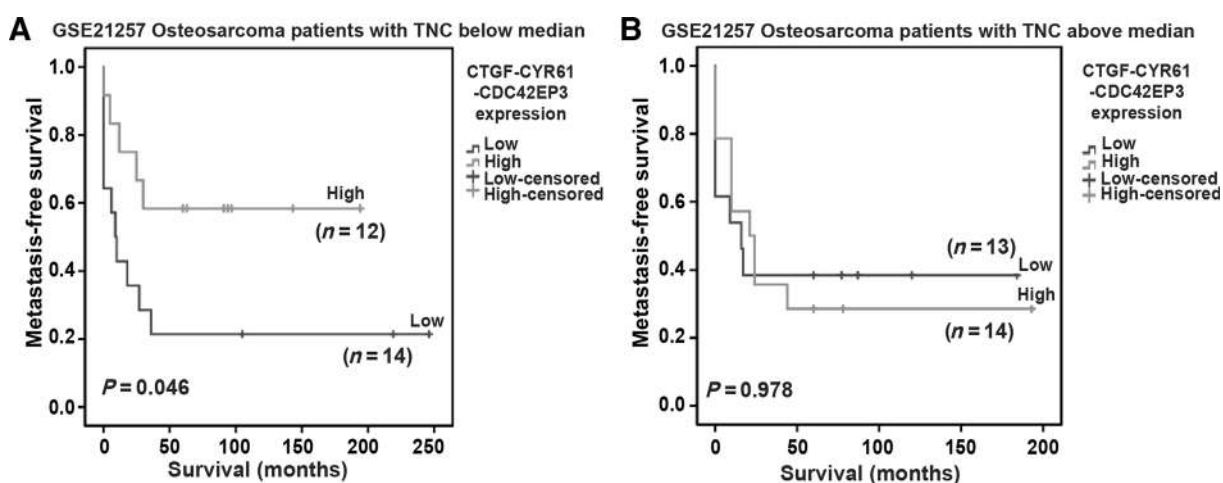 A
GSE21257 Osteosarcoma patients with TNC below median
Metastasis-free survival
1.0
0.8
0.6
0.4
0.2
0.0
0
50
100
150
200
250
Survival (months)
High
(n = 12)
Low
(n = 14)
P = 0.046
CTGF-CYR61
-CDC42EP3
expression
Low
High
Low-censored
High-censored
B
GSE21257 Osteosarcoma patients with TNC above median
Metastasis-free survival
1.0
0.8
0.6
0.4
0.2
0.0
0
50
100
150
200
Survival (months)
(n = 13)
Low
High
(n = 14)
P = 0.978
CTGF-CYR61
-CDC42EP3
expression
Low
High
Low-censored
High-censored